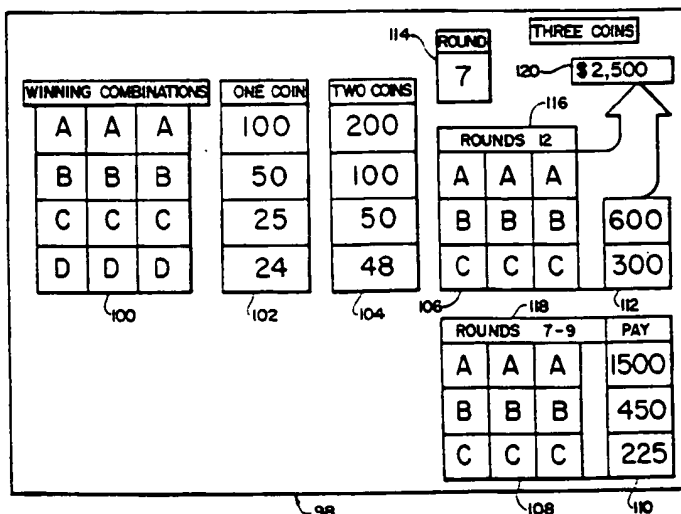 114 ROUND THREE COINS
7 120 $2,500
WINNING COMBINATIONS ONE COIN TWO COINS
116
A A A 100 200 ROUNDS 12
B B B 50 100 A A A
C C C 25 50 B B B 600
D D D 24 48 C C C 300
100 102 104 106 118 112
ROUNDS 7-9 PAY
A A A 1500
B B B 450
C C C 225
98 108 110